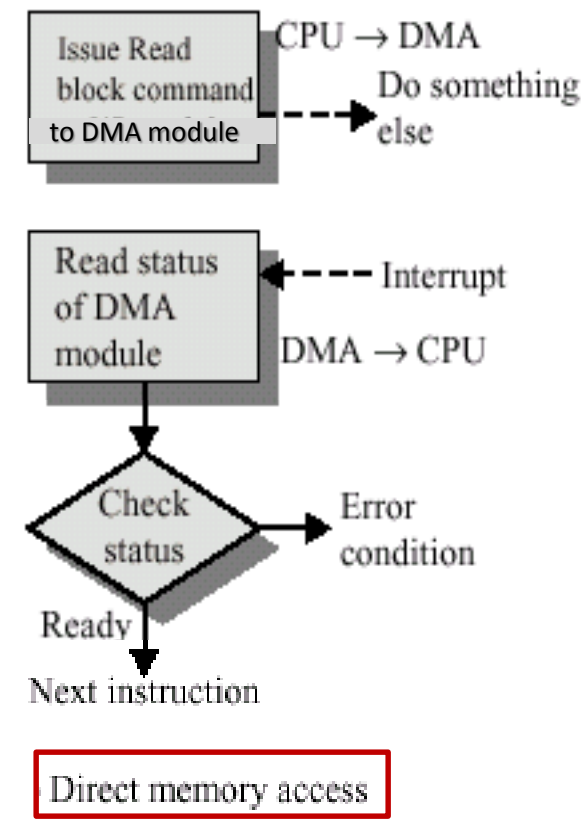 Issue Read
block command
to DMA module
CPU → DMA
Do something
else
Read status
of DMA
module
Interrupt
DMA → CPU
Check
status
Error
condition
Ready
Next instruction
Direct memory access